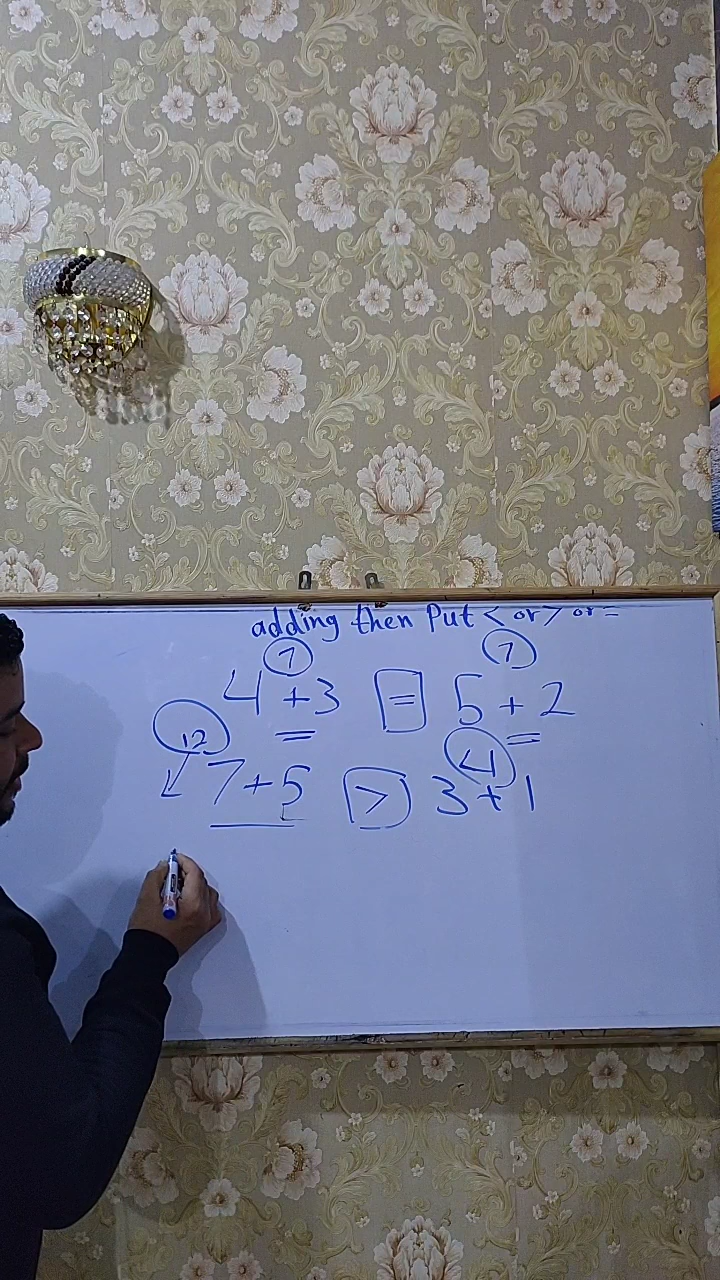 adding then Put < or > or =
7 7
4 + 3 = 5 + 2
12 4
7 + 5 > 3 + 1